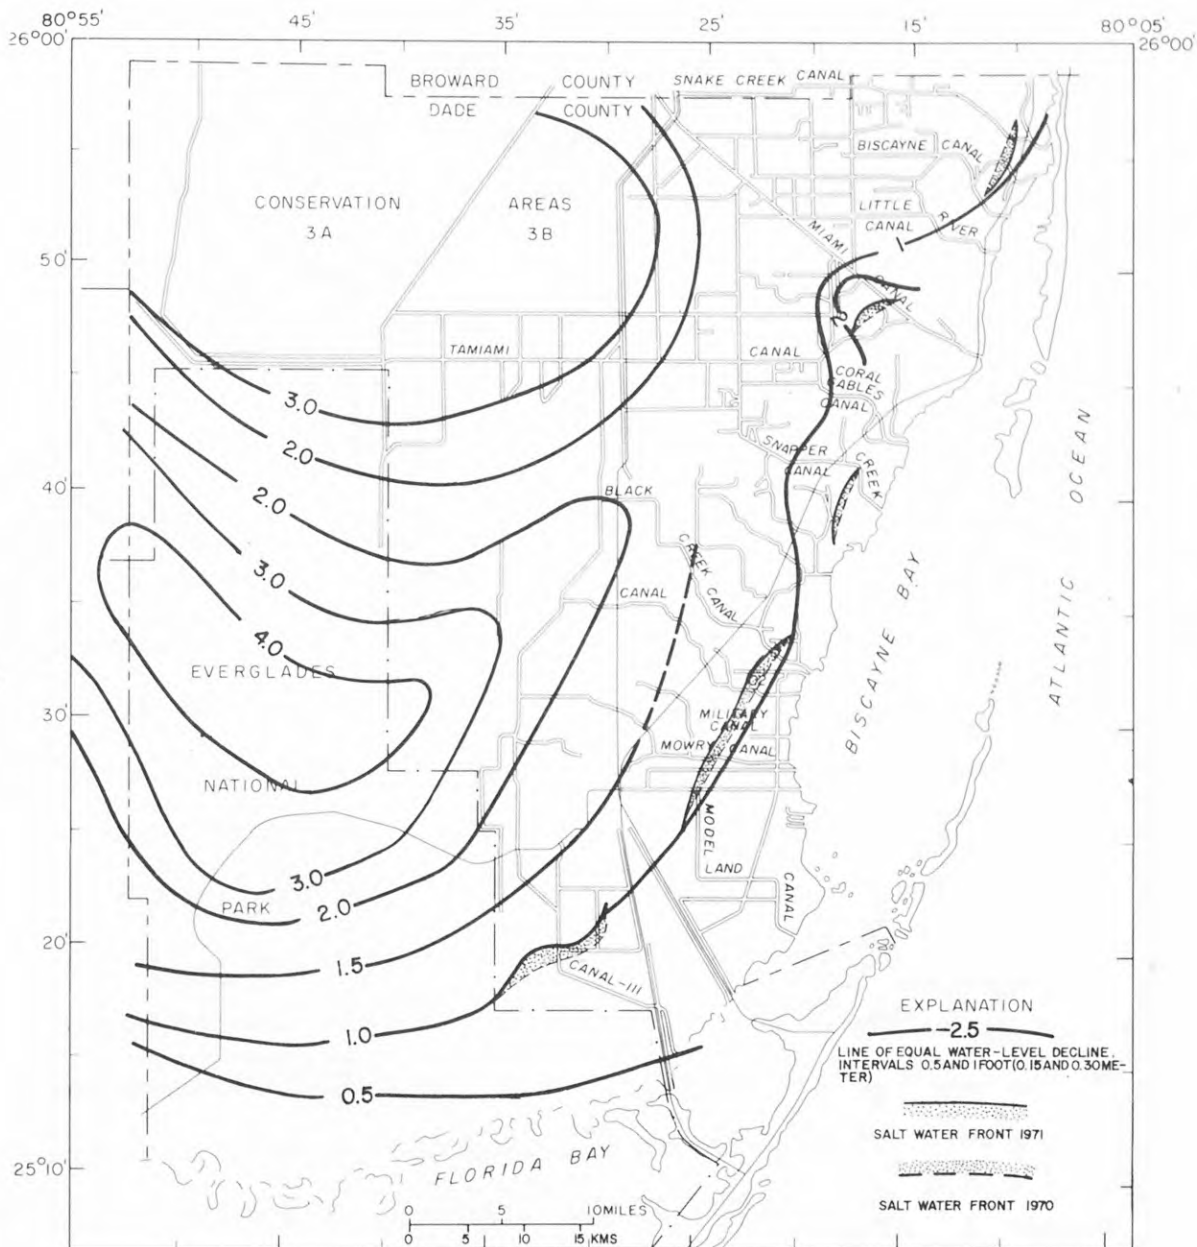 80°55' 45' 35' 25' 15' 80°05'
26°00' 26°00'
BROWARD COUNTY
DADE COUNTY
SNAKE CREEK CANAL
BISCAYNE CANAL
CONSERVATION AREAS
3A 3B
LITTLE RIVER
CANAL
MIAMI CANAL
1
50'
2
TAMIAMI CANAL
CORAL
GABLES
CANAL
3.0
2.0
SNAPPER CREEK
CANAL
40'
2.0
BLACK CREEK CANAL
3.0
CANAL
4.0
EVERGLADES
BISCAYNE BAY
ATLANTIC OCEAN
30'
MILITARY
CANAL
MOWRY CANAL
NATIONAL
MODEL LAND CANAL
3.0
PARK
2.0
20'
1.5
CANAL-III
1.0
0.5
25°10'
FLORIDA BAY
0 5 10 MILES
0 5 10 15 KMS
EXPLANATION
-2.5
LINE OF EQUAL WATER-LEVEL DECLINE.
INTERVALS 0.5 AND 1 FOOT (0.15 AND 0.30 ME-
TER)
SALT WATER FRONT 1971
SALT WATER FRONT 1970